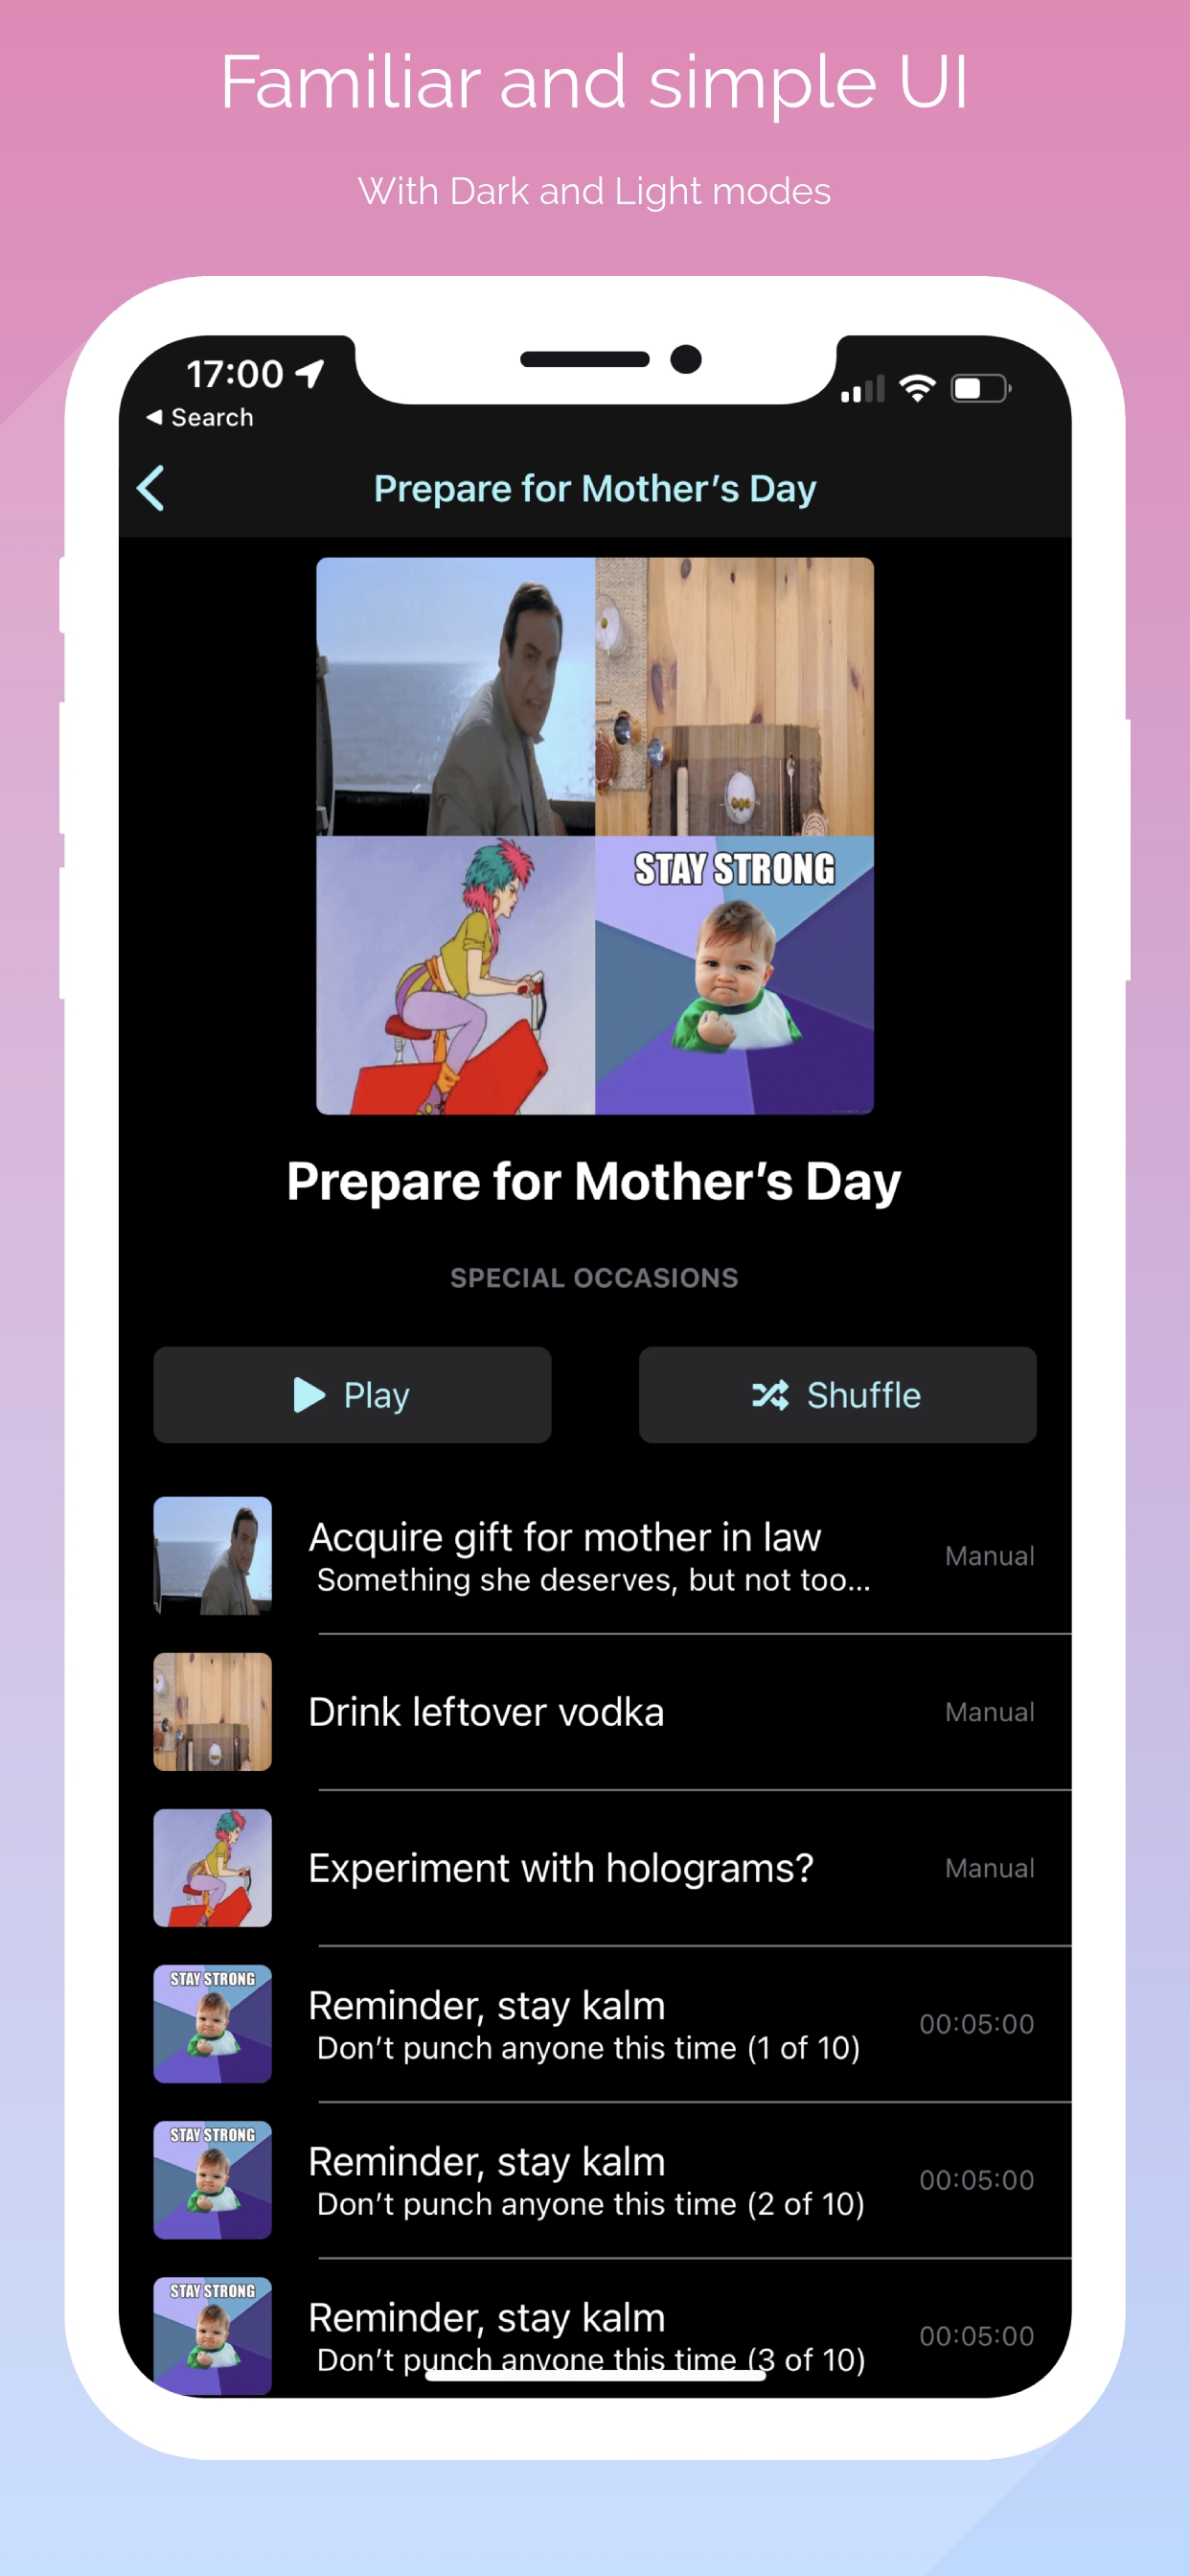 Familiar and simple UI
With Dark and Light modes
17:00
Search
Prepare for Mother's Day
STAY STRONG
Prepare for Mother's Day
SPECIAL OCCASIONS
Play
Shuffle
Acquire gift for mother in law
Something she deserves, but not too...
Manual
Drink leftover vodka
Manual
Experiment with holograms?
Manual
STAY STRONG
Reminder, stay kalm
Don't punch anyone this time (1 of 10)
00:05:00
STAY STRONG
Reminder, stay kalm
Don't punch anyone this time (2 of 10)
00:05:00
STAY STRONG
Reminder, stay kalm
Don't punch anyone this time (3 of 10)
00:05:00